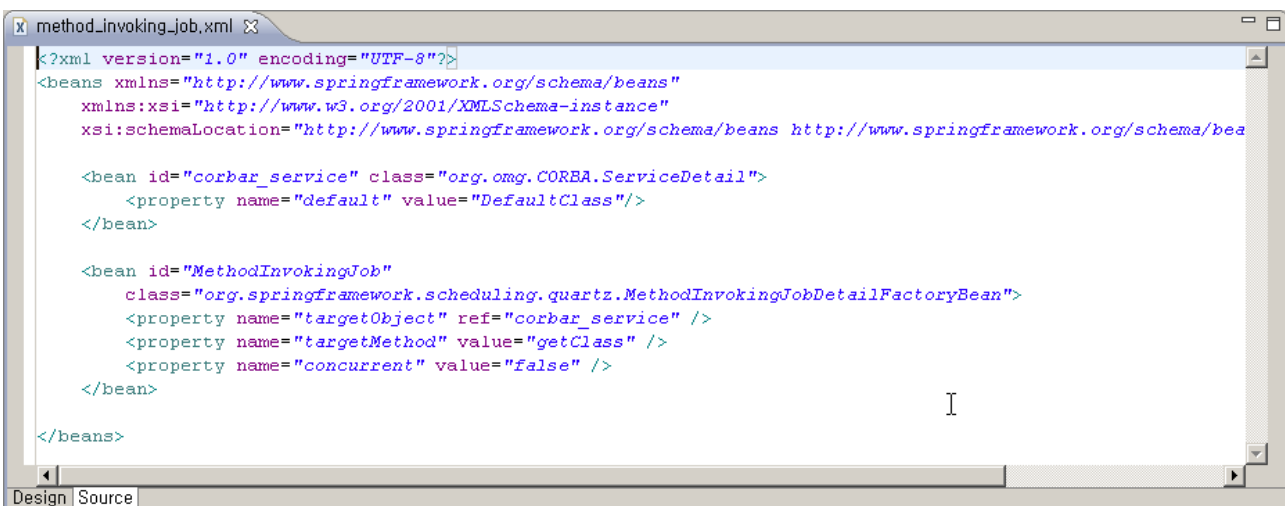 method_invoking_job.xml
<?xml version="1.0" encoding="UTF-8"?>
<beans xmlns="http://www.springframework.org/schema/beans"
xmlns:xsi="http://www.w3.org/2001/XMLSchema-instance"
xsi:schemaLocation="http://www.springframework.org/schema/beans http://www.springframework.org/schema/bea
<bean id="corbar_service" class="org.omg.CORBA.ServiceDetail">
<property name="default" value="DefaultClass"/>
</bean>
<bean id="MethodInvokingJob"
class="org.springframework.scheduling.quartz.MethodInvokingJobDetailFactoryBean">
<property name="targetObject" ref="corbar_service" />
<property name="targetMethod" value="getClass" />
<property name="concurrent" value="false" />
</bean>
</beans>
Design Source